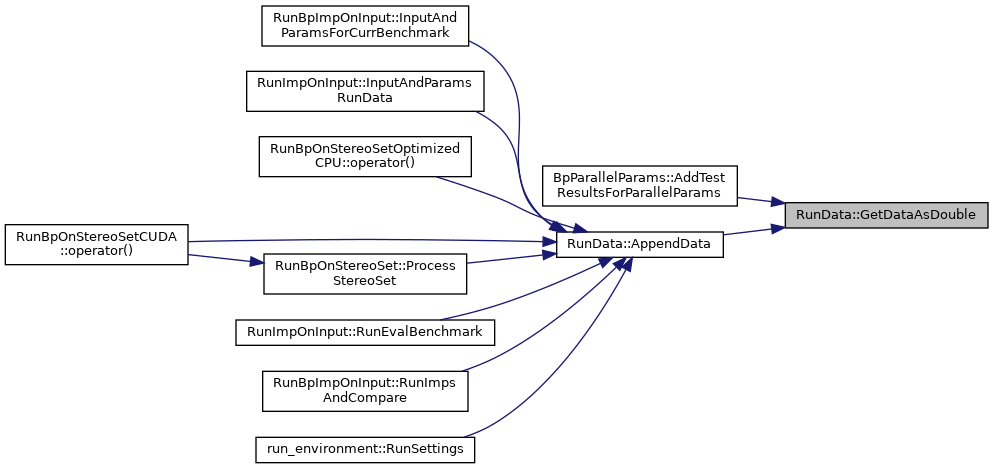 RunBpImpOnInput::InputAnd
ParamsForCurrBenchmark
RunImpOnInput::InputAndParams
RunData
RunBpOnStereoSetOptimized
CPU::operator()
BpParallelParams::AddTest
ResultsForParallelParams
RunData::GetDataAsDouble
RunBpOnStereoSetCUDA
::operator()
RunData::AppendData
RunBpOnStereoSet::Process
StereoSet
RunImpOnInput::RunEvalBenchmark
RunBpImpOnInput::RunImps
AndCompare
run_environment::RunSettings